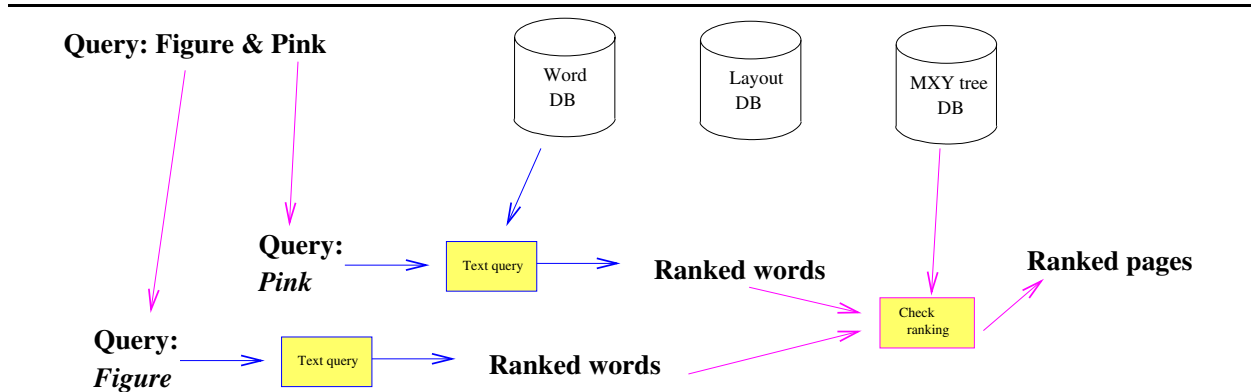 Query: Figure & Pink
Word
DB
Layout
DB
MXY tree
DB
Query:
Pink
Text query
Ranked words
Ranked pages
Check
ranking
Query:
Figure
Text query
Ranked words